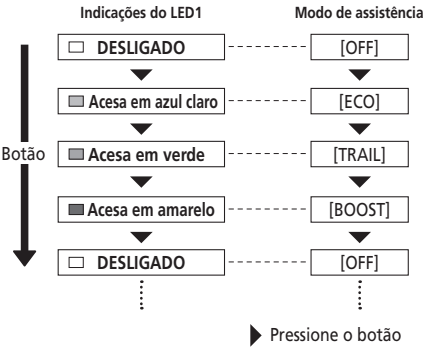 Indicações do LED1 Modo de assistência
DESLIGADO [OFF]
Acesa em azul claro [ECO]
Botão Acesa em verde [TRAIL]
Acesa em amarelo [BOOST]
DESLIGADO [OFF]
Pressione o botão